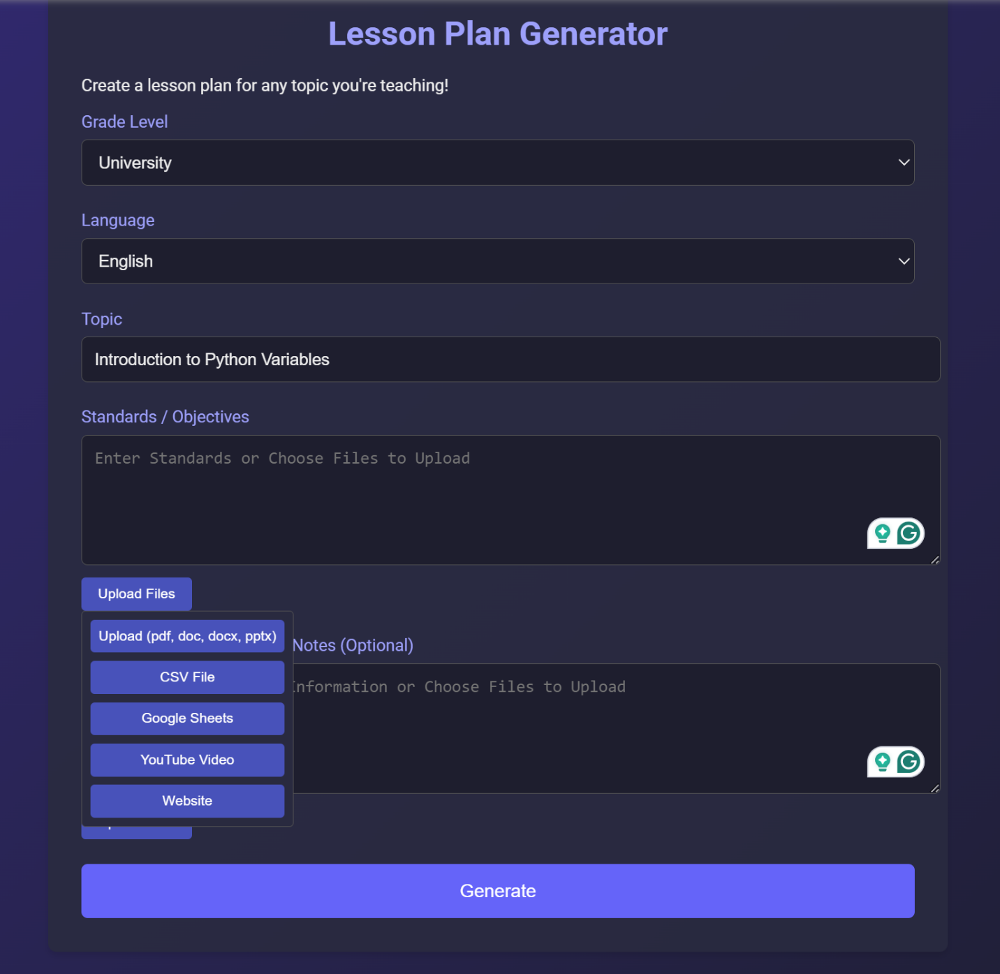 Lesson Plan Generator
Create a lesson plan for any topic you're teaching!
Grade Level
University
Language
English
Topic
Introduction to Python Variables
Standards / Objectives
Enter Standards or Choose Files to Upload
Upload Files
Upload (pdf, doc, docx, pptx)
Notes (Optional)
CSV File
or Choose Files to Upload
Google Sheets
YouTube Video
Website
Generate